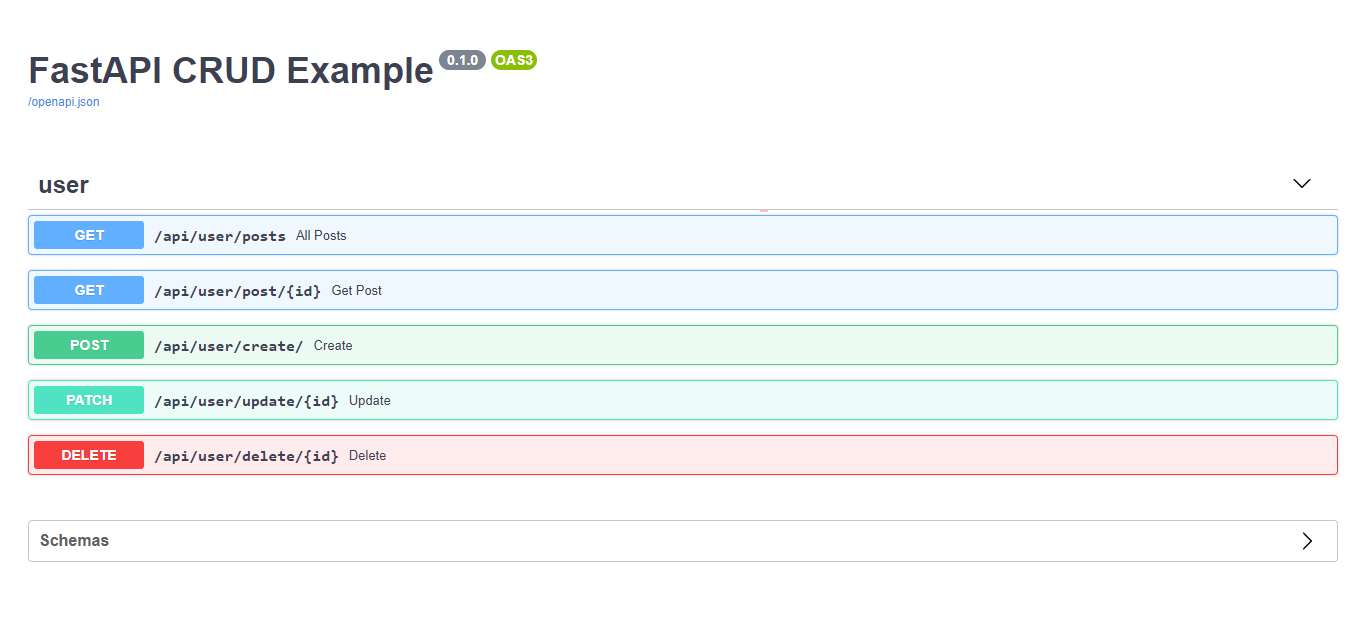 FastAPI CRUD Example 0.1.0 OAS3
/openapi.json
user
GET /api/user/posts All Posts
GET /api/user/post/{id} Get Post
POST /api/user/create/ Create
PATCH /api/user/update/{id} Update
DELETE /api/user/delete/{id} Delete
Schemas